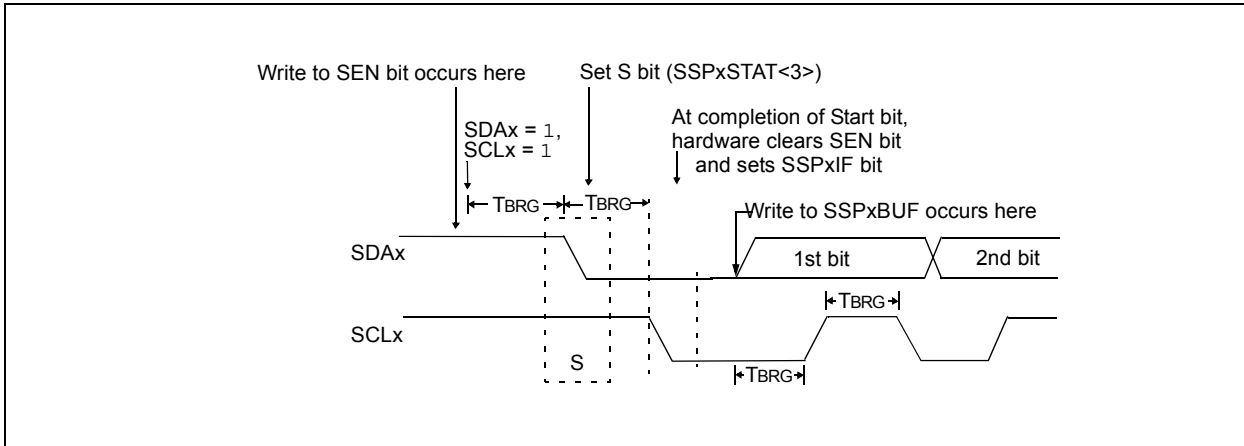 Write to SEN bit occurs here
Set S bit (SSPxSTAT<3>)
SDAx = 1,
SCLx = 1
At completion of Start bit,
hardware clears SEN bit
and sets SSPxIF bit
TBRG
TBRG
Write to SSPxBUF occurs here
SDAx
1st bit
2nd bit
TBRG
SCLx
S
TBRG